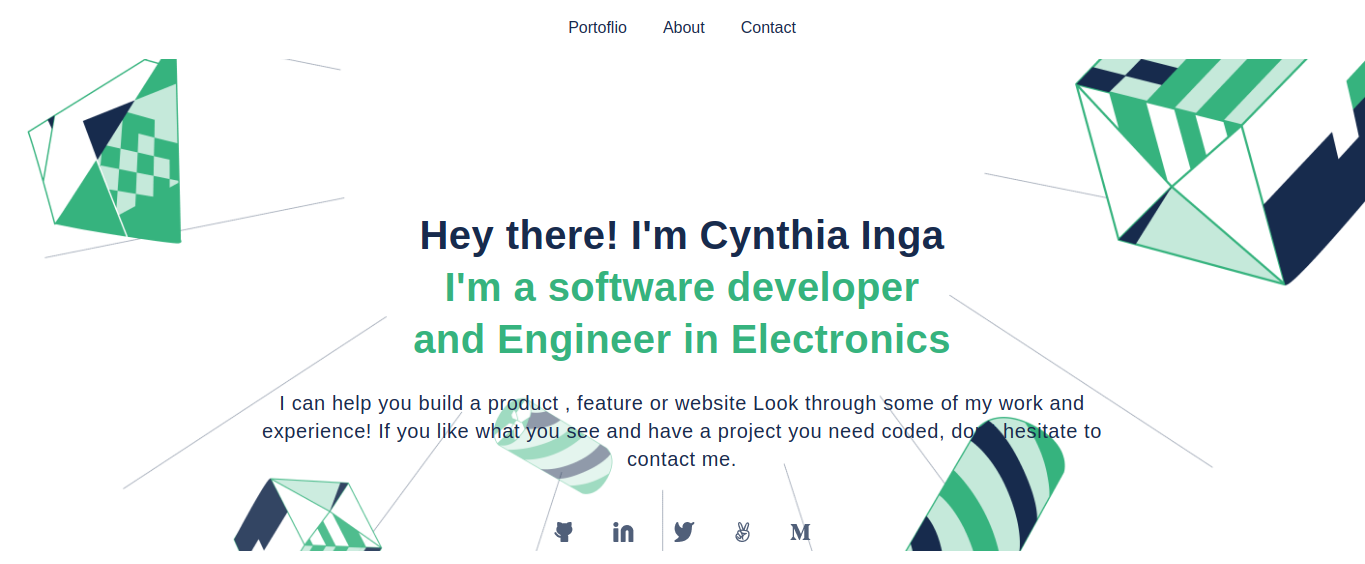 Portoflio About Contact
Hey there! I'm Cynthia Inga
I'm a software developer
and Engineer in Electronics
I can help you build a product , feature or website Look through some of my work and
experience! If you like what you see and have a project you need coded, don't hesitate to
contact me.